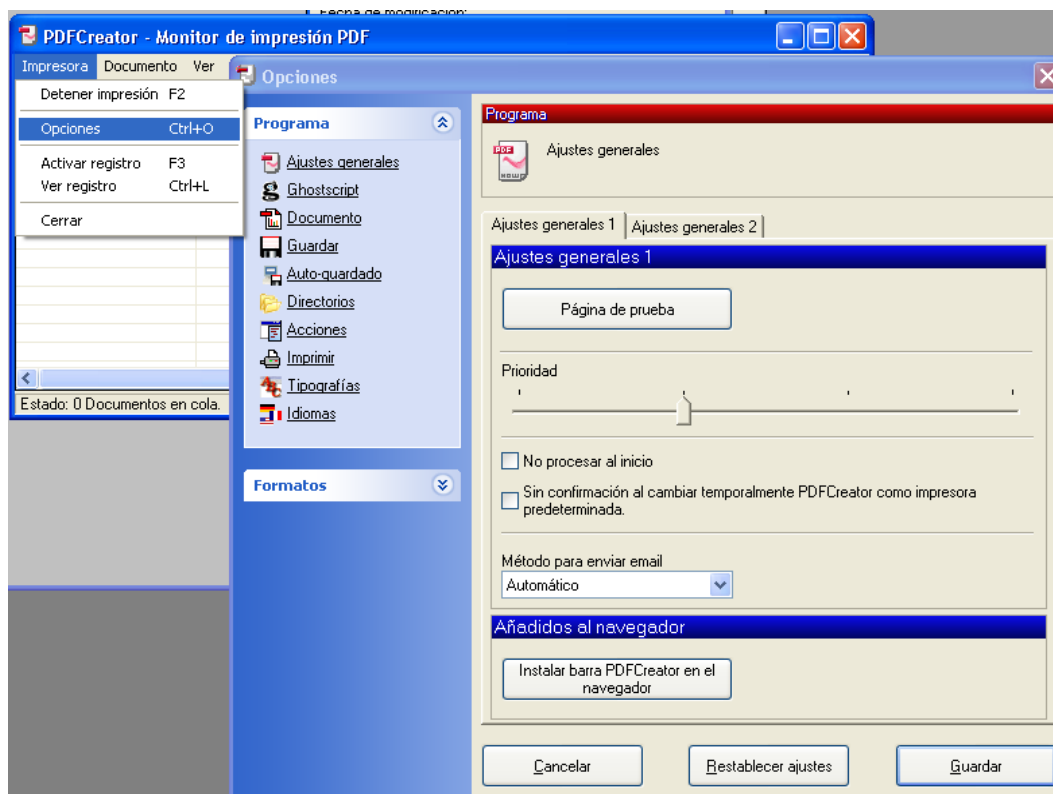 Fecha de modificación:
PDFCreator - Monitor de impresión PDF
Impresora Documento Ver
Detener impresión F2
Opciones Ctrl+O
Activar registro F3
Ver registro Ctrl+L
Cerrar
Estado: 0 Documentos en cola.
Opciones
Programa
Ajustes generales
Ghostscript
Documento
Guardar
Auto-guardado
Directorios
Acciones
Imprimir
Tipografías
Idiomas
Formatos
Programa
Ajustes generales
Ajustes generales 1 Ajustes generales 2
Ajustes generales 1
Página de prueba
Prioridad
No procesar al inicio
Sin confirmación al cambiar temporalmente PDFCreator como impresora
predeterminada.
Método para enviar email
Automático
Añadidos al navegador
Instalar barra PDFCreator en el
navegador
Cancelar Restablecer ajustes Guardar